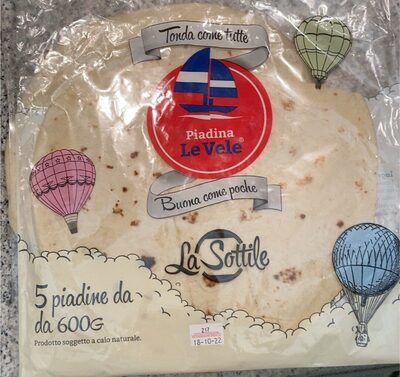 Tonda come tutte
Piadina
Le Vele®
Buona come poche
La Sottile
5 piadine da
da 600G
Prodotto soggetto a calo naturale.
217
18-10-22